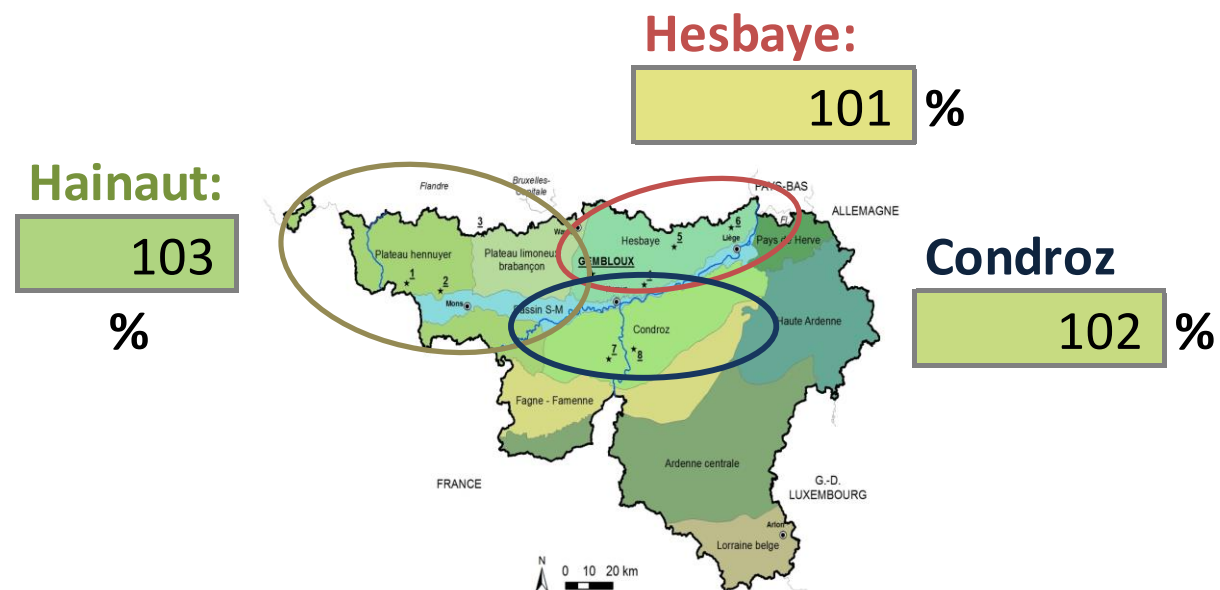 Hesbaye:
101 %
Hainaut:
103
%
Condroz
102 %
Flandre
Bruxelles-
Capitale
PAYS-BAS
ALLEMAGNE
3
6
5
Hesbaye
Liège
Pays de Herve
Plateau hennuyer
Plateau limoneux
brabançon
GEMBLOUX
1
2
Mons
Bassin S-M
Condroz
Haute Ardenne
7
8
Fagne - Famenne
Ardenne centrale
FRANCE
G.-D.
LUXEMBOURG
Arlon
Lorraine belge
N
0 10 20 km